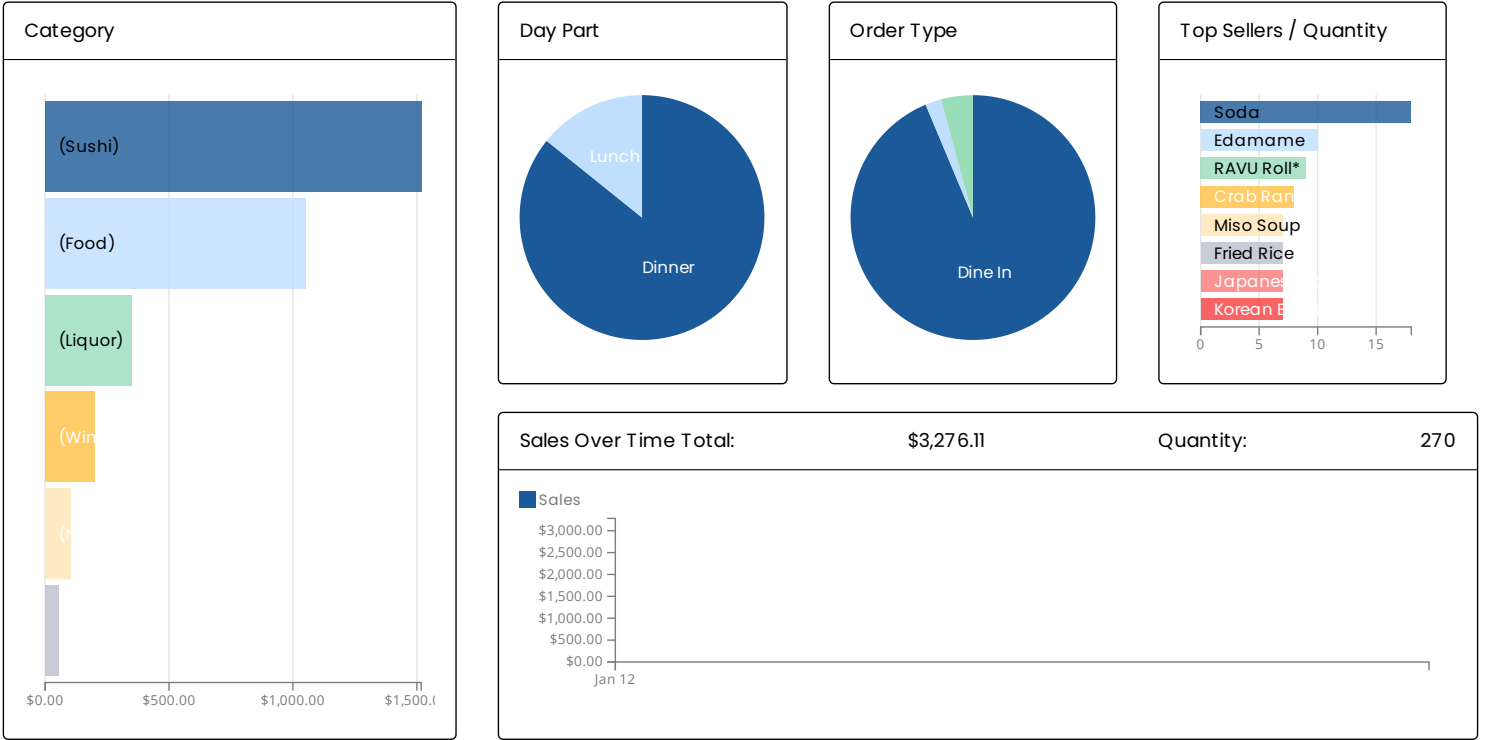 Category
(Sushi)
(Food)
(Liquor)
$0.00 $500.00 $1,000.00
Day Part
Lunch
Dinner
Order Type
Dine In
Top Sellers / Quantity
Soda
Edamame
RAVU Roll*
Crab
Miso Soup
Fried Rice
Korean
0 5 10 15
Sales Over Time Total: $3,276.11 Quantity: 270
Sales
$3,000.00
$2,500.00
$2,000.00
$1,500.00
$1,000.00
$500.00
$0.00
Jan 12